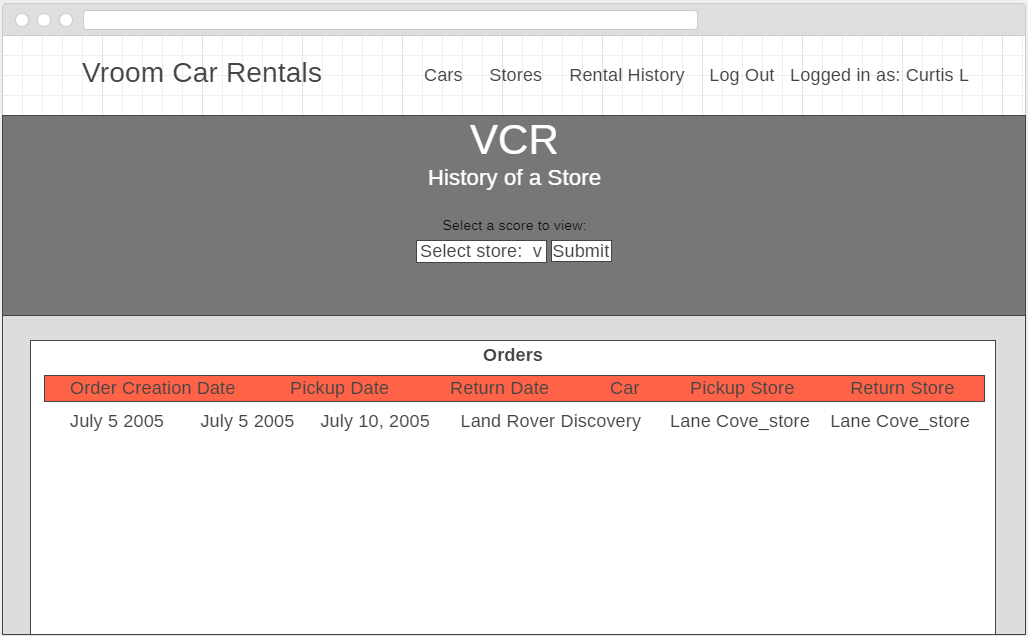 Vroom Car Rentals Cars Stores Rental History Log Out Logged in as: Curtis L
VCR
History of a Store
Select a score to view:
Select store: v Submit
Orders
Order Creation Date Pickup Date Return Date Car Pickup Store Return Store
July 5 2005 July 5 2005 July 10, 2005 Land Rover Discovery Lane Cove_store Lane Cove_store